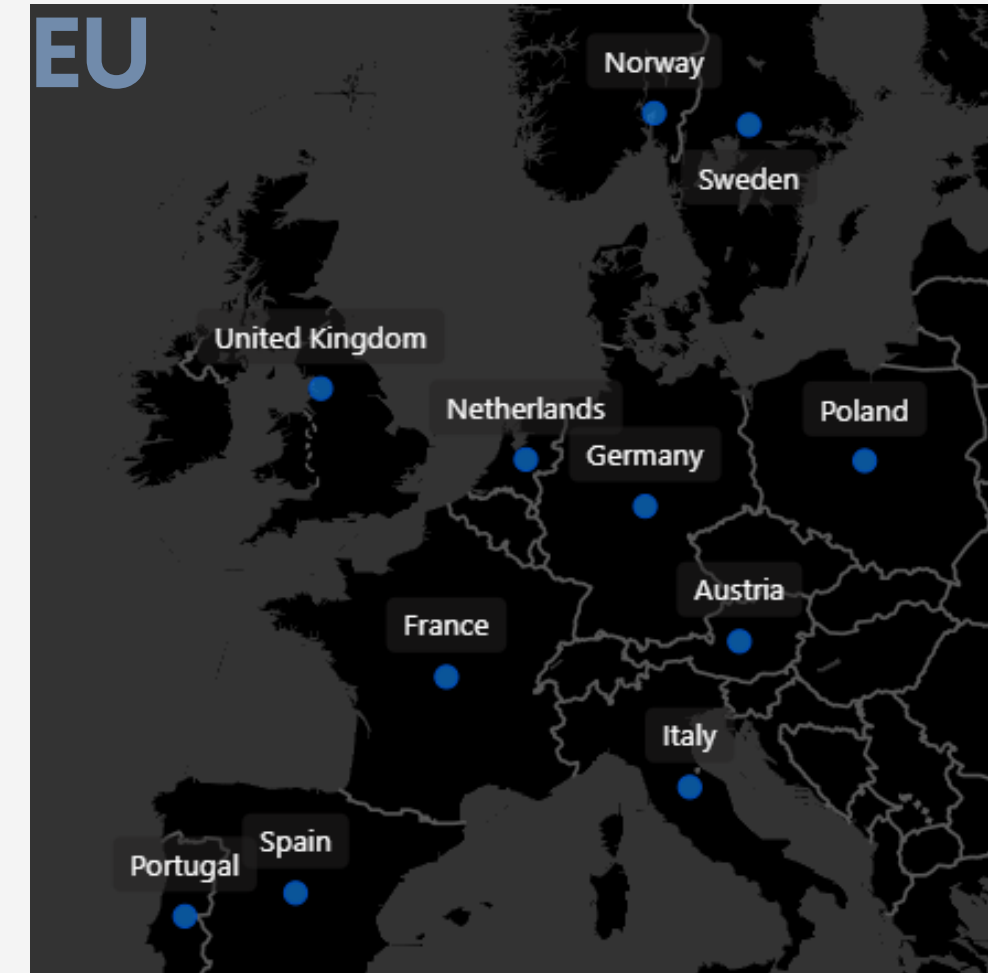 EU
Norway
Sweden
United Kingdom
Netherlands
Poland
Germany
Austria
France
Italy
Spain
Portugal